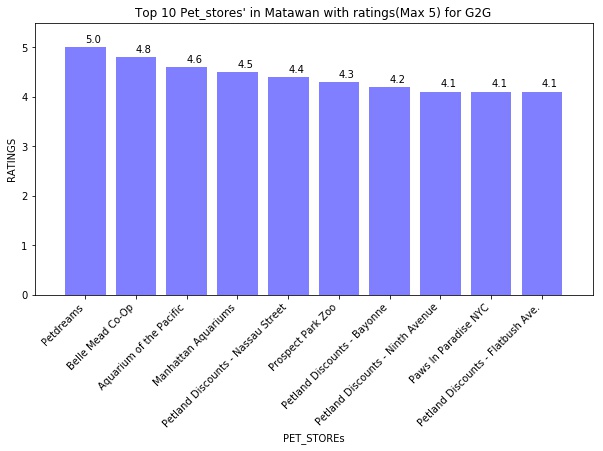 Top 10 Pet_stores' in Matawan with ratings(Max 5) for G2G
5.0
4.8
4.6
4.5
4.4
4.3
4.2
4.1
4.1
4.1
5
4
3
2
1
0
RATINGS
Petdreams
Belle Mead Co-Op
Aquarium of the Pacific
Manhattan Aquariums
Petland Discounts - Nassau Street
Prospect Park Zoo
Petland Discounts - Bayonne
Petland Discounts - Ninth Avenue
Paws In Paradise NYC
Petland Discounts - Flatbush Ave.
PET_STOREs